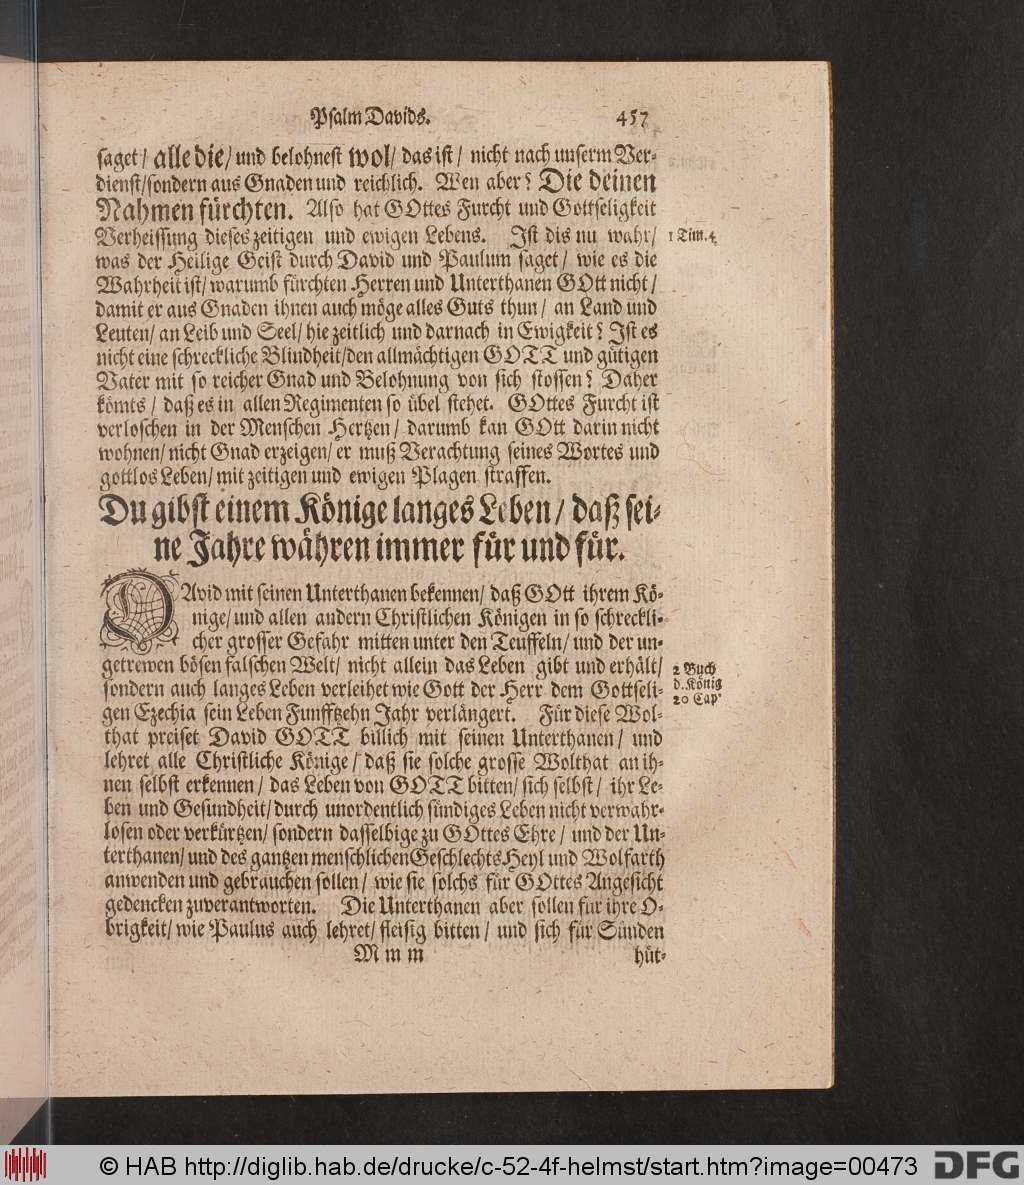 Psalm Davids. 457
saget/ alle die/ und belohnest wol/ das ist/ nicht nach unserm Ver-
dienst/sondern aus Gnaden und reichlich. Wen aber? Die deinen
Nahmen fürchten. Also hat GOttes Furcht und Gottseligkeit
Verheissung dieses zeitigen und ewigen Lebens. Ist dis nu wahr/
1 Tim. 4.
was der Heilige Geist durch David und Paulum saget/ wie es die
Wahrheit ist/ warumb fürchten Herren und Unterthanen GOtt nicht/
damit er aus Gnaden ihnen auch möge alles Guts thun/ an Land und
Leuten/ an Leib und Seel/ hie zeitlich und darnach in Ewigkeit? Ist es
nicht eine schreckliche Blindheit/den allmächtigen GOTT und gütigen
Vater mit so reicher Gnad und Belohnung von sich stossen? Daher
kömts/ daß es in allen Regimenten so übel stehet. GOttes Furcht ist
verloschen in der Menschen Hertzen/ darumb kan GOtt darin nicht
wohnen/ nicht Gnad erzeigen/ er muß Verachtung seines Wortes und
gottlos Leben/ mit zeitigen und ewigen Plagen straffen.
Du gibst einem Könige langes Leben/ daß sei-
ne Jahre währen immer für und für.
DAvid mit seinen Unterthanen bekennen/ daß GOtt ihrem Kö-
nige/ und allen andern Christlichen Königen in so schreckli-
cher grosser Gefahr mitten unter den Teuffeln/ und der un-
getrewen bösen falschen Welt/ nicht allein das Leben gibt und erhält/
sondern auch langes Leben verleihet wie Gott der Herr dem Gottseli-
gen Ezechia sein Leben Funfftzehn Jahr verlängert. Für diese Wol-
2 Buch
d. König
20 Cap.
that preiset David GOTT billich mit seinen Unterthanen/ und
lehret alle Christliche Könige/ daß sie solche grosse Wolthat an ih-
nen selbst erkennen/ das Leben von GOTT bitten/ sich selbst/ ihr Le-
ben und Gesundheit/ durch unordentlich sündiges Leben nicht verwahr-
losen oder verkürtzen/ sondern dasselbige zu GOttes Ehre/ und der Un-
terthanen/ und des gantzen menschlichen Geschlechts Heyl und Wolfarth
anwenden und gebrauchen sollen/ wie sie solchs für GOttes Angesicht
gedencken zuverantworten. Die Unterthanen aber sollen für ihre O-
brigkeit/ wie Paulus auch lehret/ fleisig bitten/ und sich für Sünden
M m m hüt-
© HAB http://diglib.hab.de/drucke/c-52-4f-helmst/start.htm?image=00473
DFG